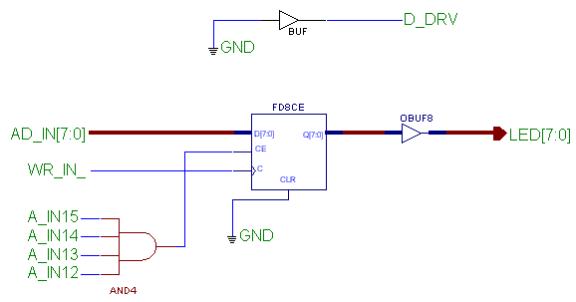 D_DRV
BUF
GND
FD8CE
OBUF8
AD_IN[7:0]
D[7:0]
Q[7:0]
LED[7:0]
CE
WR_IN_
C
CLR
A_IN15
A_IN14
GND
A_IN13
A_IN12
AND4